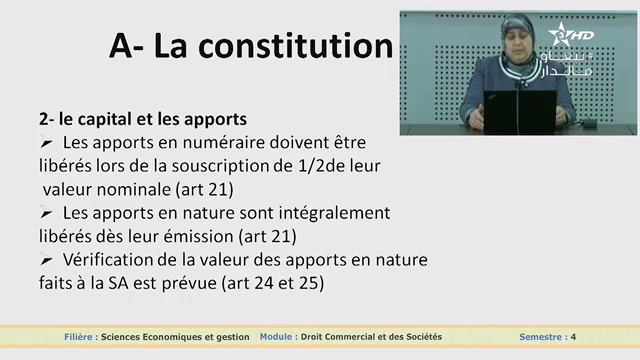 A- La constitution
3HD
#بتبقاو
فالدار
2- le capital et les apports
➢ Les apports en numéraire doivent être
libérés lors de la souscription de 1/2de leur
valeur nominale (art 21)
➢ Les apports en nature sont intégralement
libérés dès leur émission (art 21)
➢ Vérification de la valeur des apports en nature
faits à la SA est prévue (art 24 et 25)
Filière : Sciences Economiques et gestion Module : Droit Commercial et des Sociétés Semestre : 4